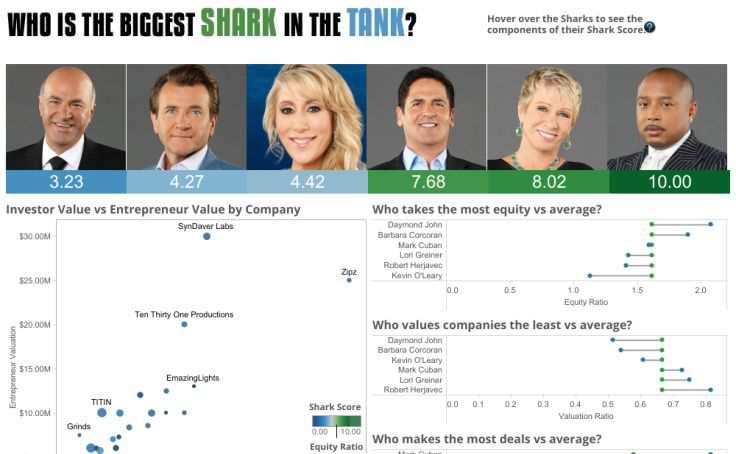 WHO IS THE BIGGEST SHARK IN THE TANK?
Hover over the Sharks to see the
components of their Shark Score.
?
3.23 4.27 4.42 7.68 8.02 10.00
Investor Value vs Entrepreneur Value by Company
Entrepreneur Valuation
$30.00M
$25.00M
$20.00M
$15.00M
$10.00M
SynDaver Labs
Zipz
Ten Thirty One Productions
EmazingLights
TITIN
Grinds
Shark Score
0.00 10.00
Equity Ratio
Who takes the most equity vs average?
Daymond John
Barbara Corcoran
Mark Cuban
Lori Greiner
Robert Herjavec
Kevin O'Leary
0.0 0.5 1.0 1.5 2.0
Equity Ratio
Who values companies the least vs average?
Daymond John
Barbara Corcoran
Kevin O'Leary
Mark Cuban
Lori Greiner
Robert Herjavec
0.0 0.1 0.2 0.3 0.4 0.5 0.6 0.7 0.8
Valuation Ratio
Who makes the most deals vs average?
Mark Cuban